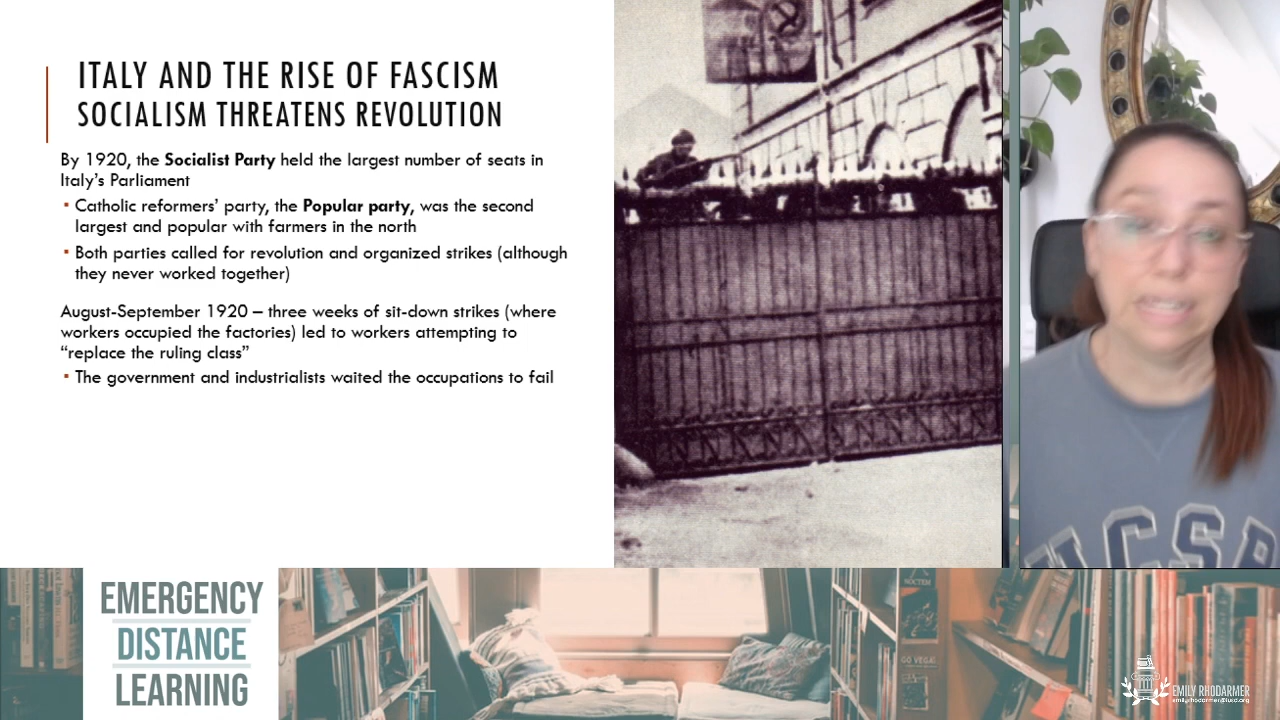 ITALY AND THE RISE OF FASCISM
SOCIALISM THREATENS REVOLUTION
By 1920, the Socialist Party held the largest number of seats in
Italy's Parliament
Catholic reformers' party, the Popular party, was the second
largest and popular with farmers in the north
Both parties called for revolution and organized strikes (although
they never worked together)
August-September 1920 – three weeks of sit-down strikes (where
workers occupied the factories) led to workers attempting to
“replace the ruling class”
The government and industrialists waited the occupations to fail
UCSB
EMERGENCY
DISTANCE
LEARNING
GO VEGAN
EMILY RHODARMER